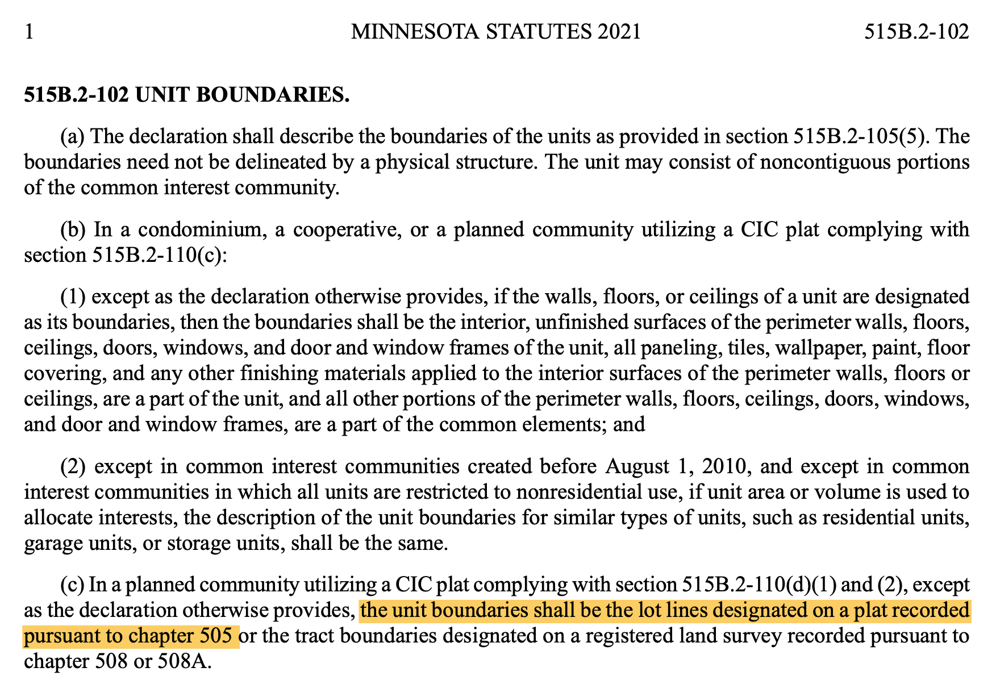 1 MINNESOTA STATUTES 2021 515B.2-102
515B.2-102 UNIT BOUNDARIES.
(a) The declaration shall describe the boundaries of the units as provided in section 515B.2-105(5). The
boundaries need not be delineated by a physical structure. The unit may consist of noncontiguous portions
of the common interest community.
(b) In a condominium, a cooperative, or a planned community utilizing a CIC plat complying with
section 515B.2-110(c):
(1) except as the declaration otherwise provides, if the walls, floors, or ceilings of a unit are designated
as its boundaries, then the boundaries shall be the interior, unfinished surfaces of the perimeter walls, floors,
ceilings, doors, windows, and door and window frames of the unit, all paneling, tiles, wallpaper, paint, floor
covering, and any other finishing materials applied to the interior surfaces of the perimeter walls, floors or
ceilings, are a part of the unit, and all other portions of the perimeter walls, floors, ceilings, doors, windows,
and door and window frames, are a part of the common elements; and
(2) except in common interest communities created before August 1, 2010, and except in common
interest communities in which all units are restricted to nonresidential use, if unit area or volume is used to
allocate interests, the description of the unit boundaries for similar types of units, such as residential units,
garage units, or storage units, shall be the same.
(c) In a planned community utilizing a CIC plat complying with section 515B.2-110(d)(1) and (2), except
as the declaration otherwise provides, the unit boundaries shall be the lot lines designated on a plat recorded
pursuant to chapter 505 or the tract boundaries designated on a registered land survey recorded pursuant to
chapter 508 or 508A.